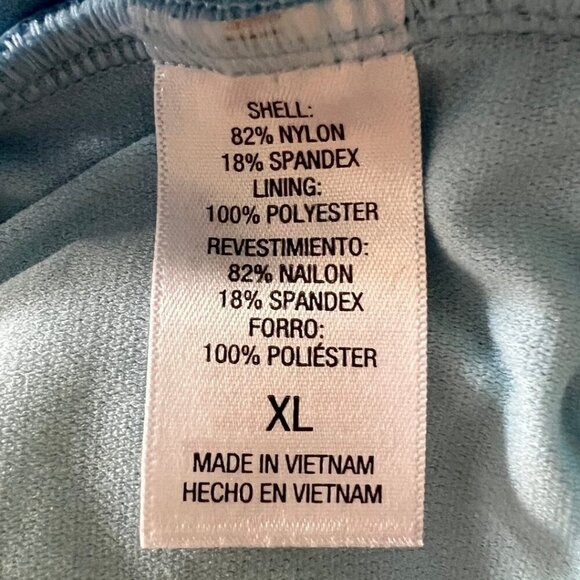 SHELL:
82% NYLON
18% SPANDEX
LINING:
100% POLYESTER
REVESTIMIENTO:
82% NAILON
18% SPANDEX
FORRO:
100% POLIÉSTER
XL
MADE IN VIETNAM
HECHO EN VIETNAM